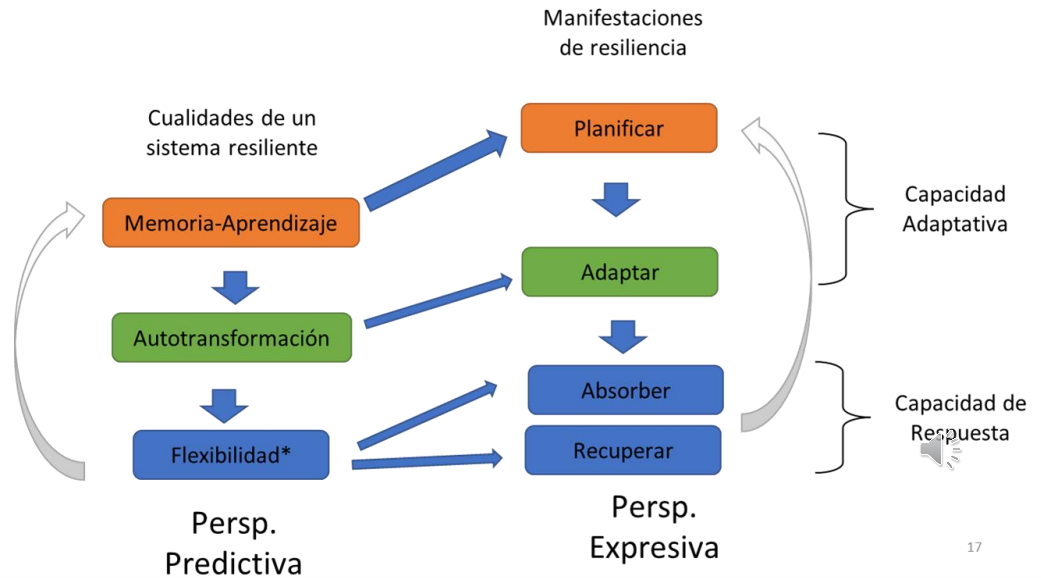 Manifestaciones
de resiliencia
Cualidades de un
sistema resiliente
Planificar
Memoria-Aprendizaje
Capacidad
Adaptativa
Adaptar
Autotransformación
Absorber
Capacidad de
Respuesta
Flexibilidad*
Recuperar
Persp.
Predictiva
Persp.
Expresiva
17